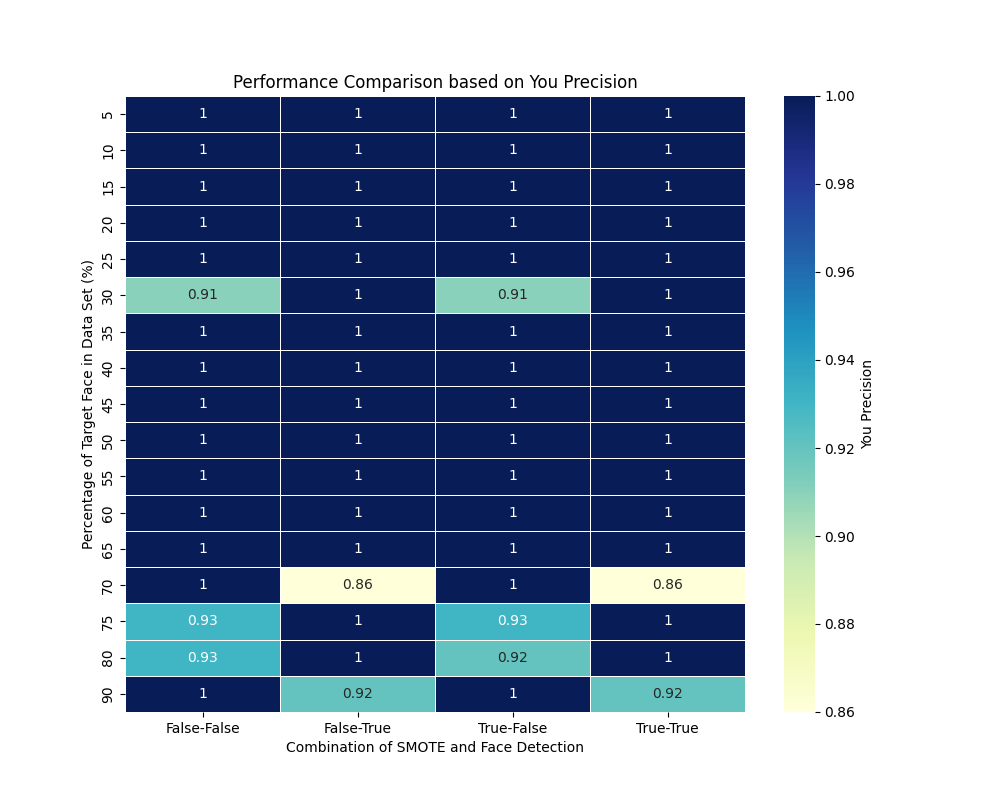 Performance Comparison based on You Precision
5 1 1 1 1
10 1 1 1 1
15 1 1 1 1
20 1 1 1 1
25 1 1 1 1
30 0.91 1 0.91 1
35 1 1 1 1
40 1 1 1 1
45 1 1 1 1
50 1 1 1 1
55 1 1 1 1
60 1 1 1 1
65 1 1 1 1
70 1 0.86 1 0.86
75 0.93 1 0.93 1
80 0.93 1 0.92 1
90 1 0.92 1 0.92
False-False False-True True-False True-True
Combination of SMOTE and Face Detection
Percentage of Target Face in Data Set (%)
1.00
0.98
0.96
0.94
0.92
0.90
0.88
0.86
You Precision